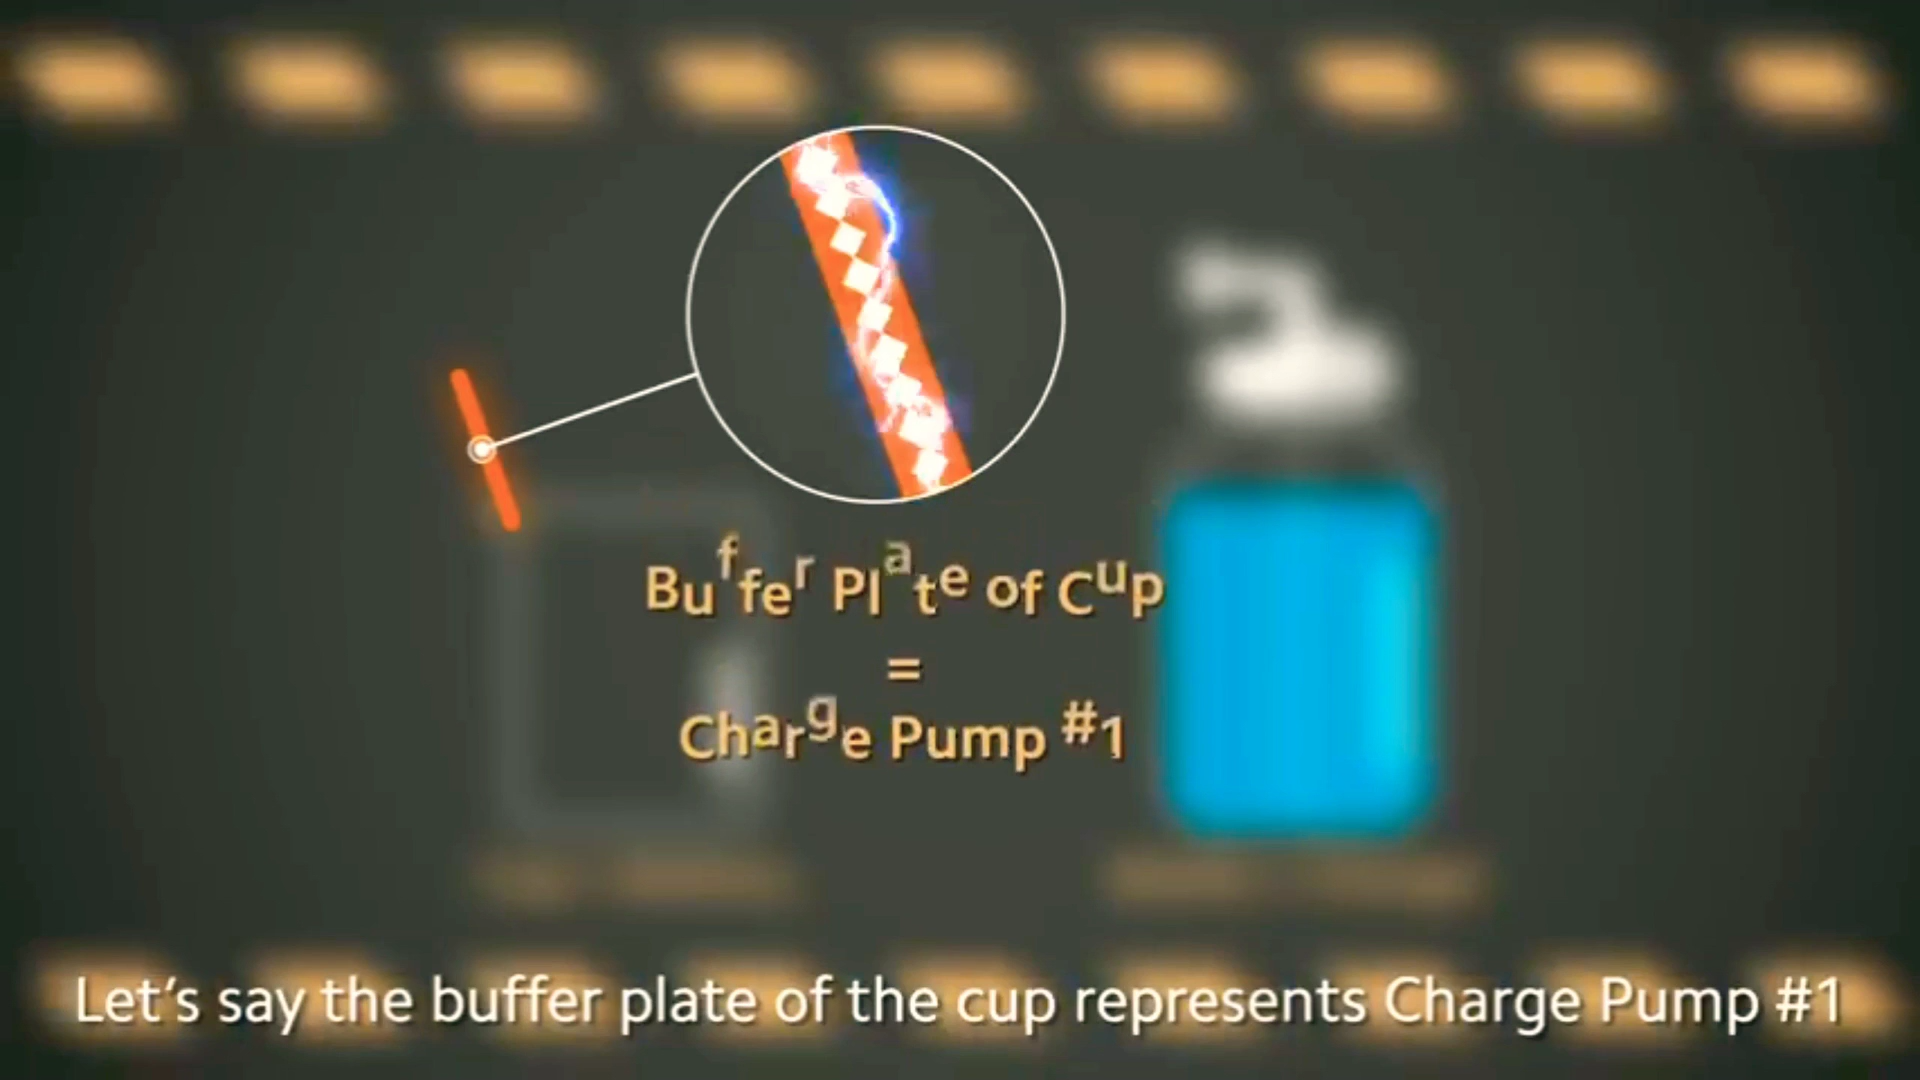 Buffer Plate of Cup
=
Charge Pump #1
Let's say the buffer plate of the cup represents Charge Pump #1